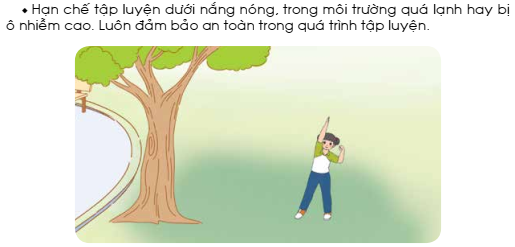 • Hạn chế tập luyện dưới nắng nóng, trong môi trường quá lạnh hay bị
ô nhiễm cao. Luôn đảm bảo an toàn trong quá trình tập luyện.